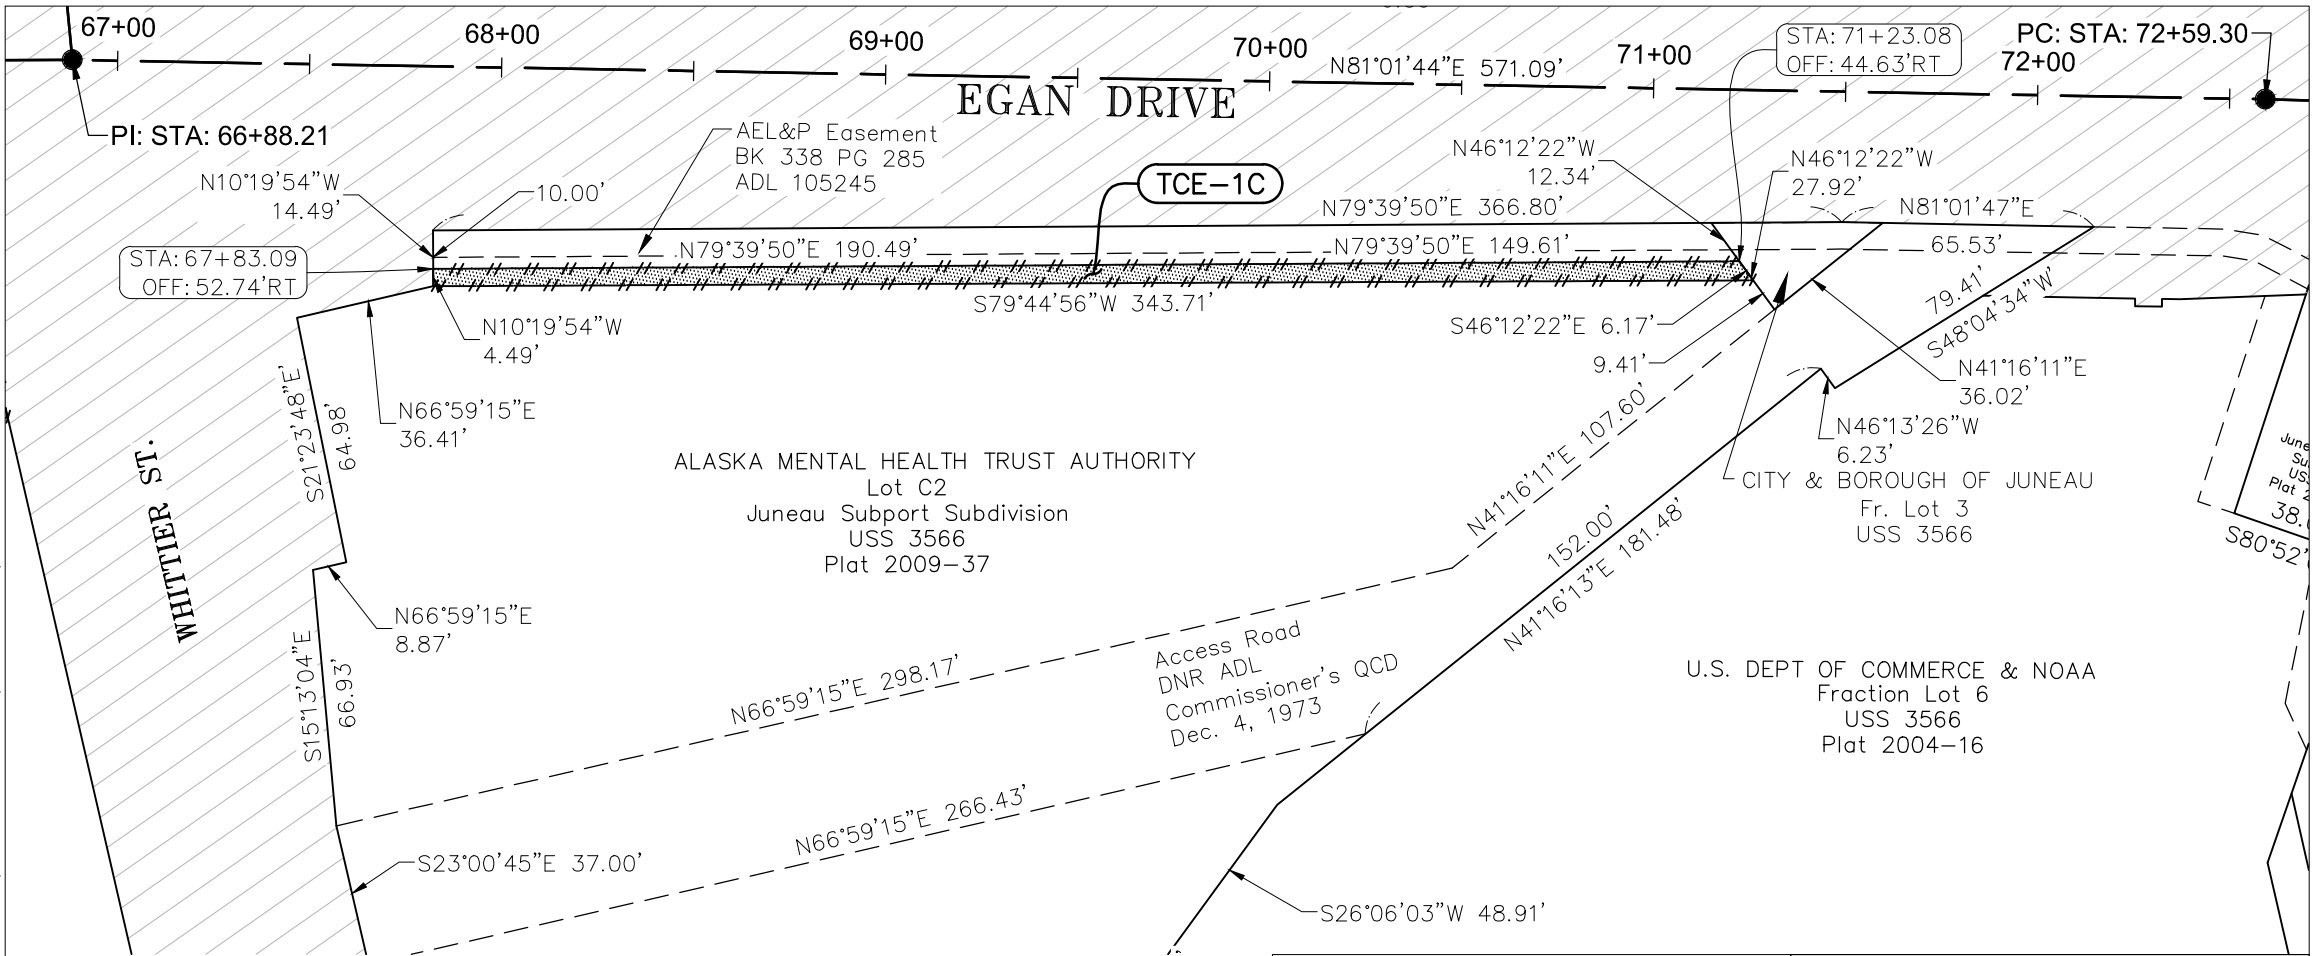 67+00
68+00
69+00
70+00
71+00
72+00
STA: 71+23.08
OFF: 44.63'RT
PC: STA: 72+59.30
N81°01'44"E 571.09'
EGAN DRIVE
PI: STA: 66+88.21
AEL&P Easement
BK 338 PG 285
ADL 105245
TCE-1C
N46°12'22"W
12.34'
N46°12'22"W
27.92'
N10°19'54"W
14.49'
10.00'
N79°39'50"E 366.80'
N81°01'47"E
65.53'
STA: 67+83.09
OFF: 52.74'RT
N79°39'50"E 190.49'
N79°39'50"E 149.61'
S79°44'56"W 343.71'
N10°19'54"W
4.49'
S46°12'22"E 6.17'
9.41'
79.41'
S48°04'34"W'
N41°16'11"E
36.02'
S21°23'48"E'
64.98'
N66°59'15"E
36.41'
N46°13'26"W
6.23'
WHITTIER ST.
ALASKA MENTAL HEALTH TRUST AUTHORITY
Lot C2
Juneau Subport Subdivision
USS 3566
Plat 2009-37
N41°16'11"E 107.60'
CITY & BOROUGH OF JUNEAU
Fr. Lot 3
USS 3566
152.00'
N41°16'13"E 181.48'
Plat
38.
S80°52'
N66°59'15"E
8.87'
S15°13'04"E
66.93'
N66°59'15"E 298.17'
Access Road
DNR ADL
Commissioner's QCD
Dec. 4, 1973
U.S. DEPT OF COMMERCE & NOAA
Fraction Lot 6
USS 3566
Plat 2004-16
N66°59'15"E 266.43'
S23°00'45"E 37.00'
S26°06'03"W 48.91'